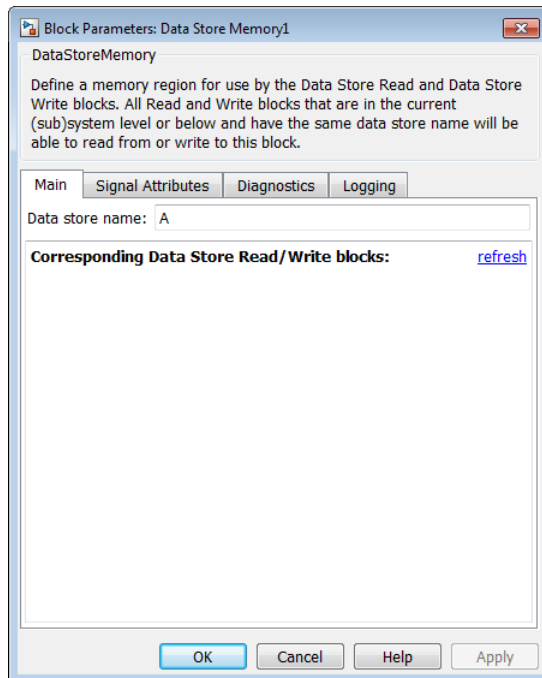 Block Parameters: Data Store Memory1
DataStoreMemory
Define a memory region for use by the Data Store Read and Data Store
Write blocks. All Read and Write blocks that are in the current
(sub)system level or below and have the same data store name will be
able to read from or write to this block.
Main Signal Attributes Diagnostics Logging
Data store name: A
Corresponding Data Store Read/Write blocks: refresh
OK Cancel Help Apply